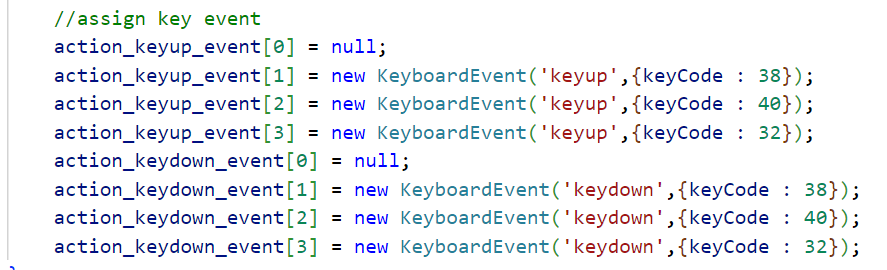 //assign key event
action_keyup_event[0] = null;
action_keyup_event[1] = new KeyboardEvent('keyup',{keyCode : 38});
action_keyup_event[2] = new KeyboardEvent('keyup',{keyCode : 40});
action_keyup_event[3] = new KeyboardEvent('keyup',{keyCode : 32});
action_keydown_event[0] = null;
action_keydown_event[1] = new KeyboardEvent('keydown',{keyCode : 38});
action_keydown_event[2] = new KeyboardEvent('keydown',{keyCode : 40});
action_keydown_event[3] = new KeyboardEvent('keydown',{keyCode : 32});